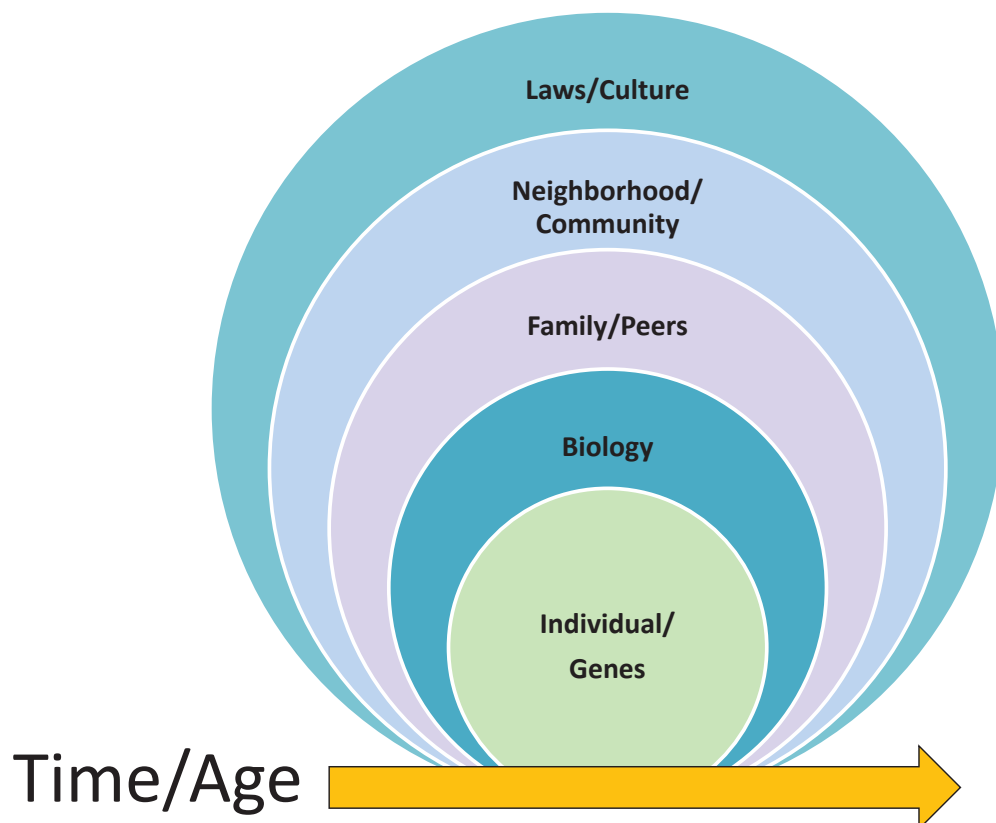 Laws/Culture
Neighborhood/
Community
Family/Peers
Biology
Individual/
Genes
Time/Age